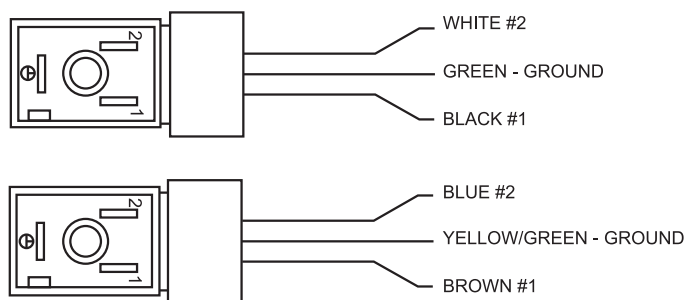 WHITE #2
2
GREEN - GROUND
1
BLACK #1
BLUE #2
2
YELLOW/GREEN - GROUND
1
BROWN #1